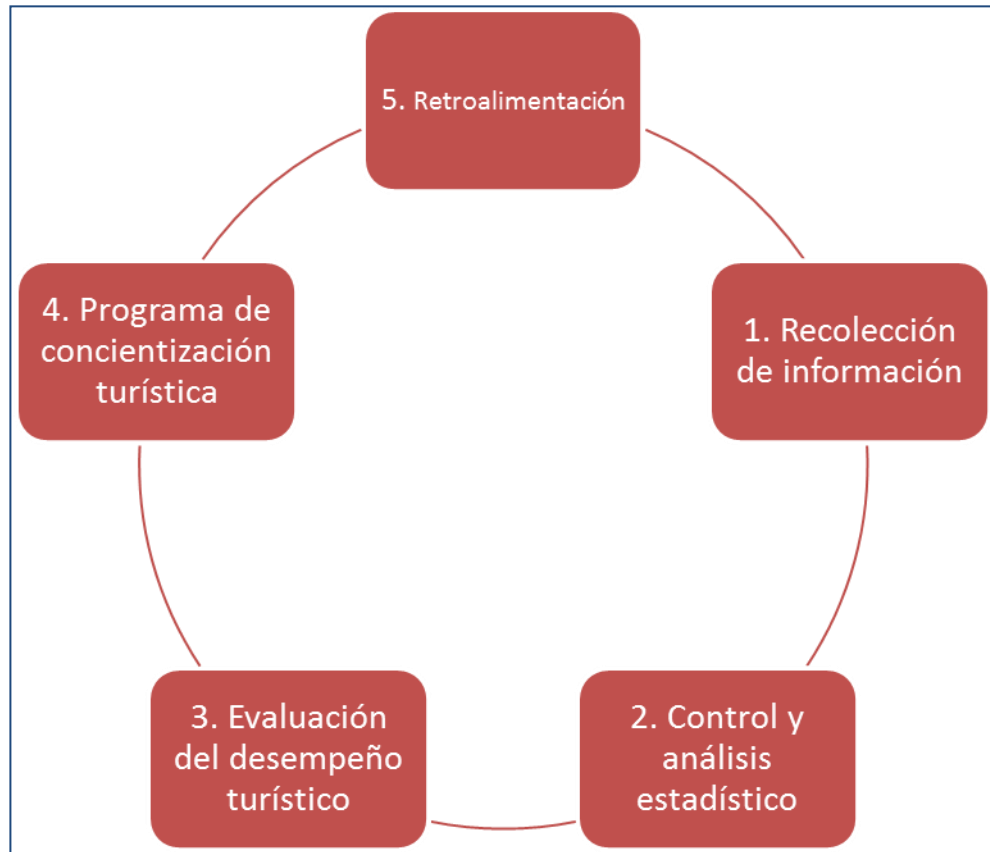 5. Retroalimentación
1. Recolección
de información
2. Control y
análisis
estadístico
3. Evaluación
del desempeño
turístico
4. Programa de
concientización
turística